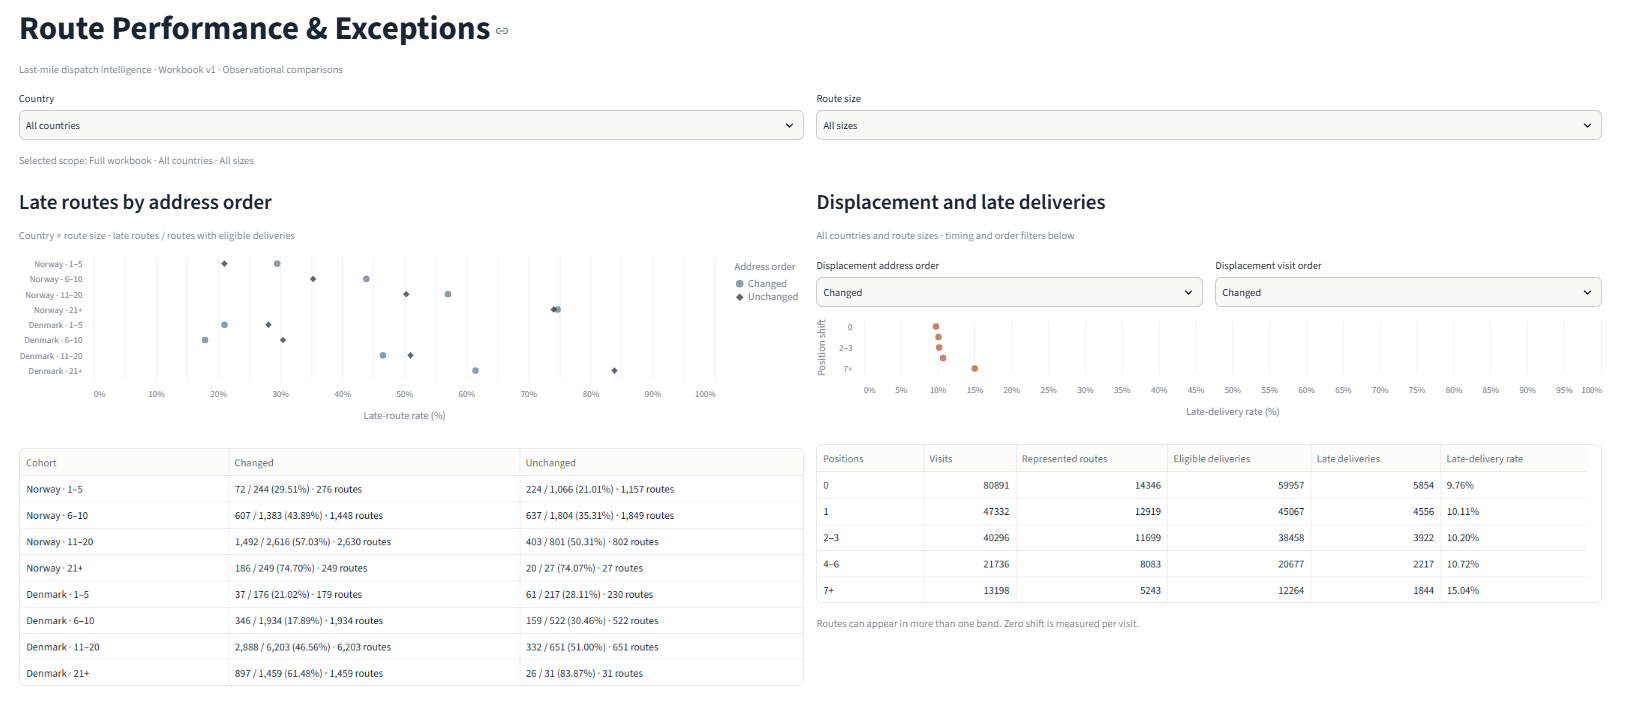 Route Performance & Exceptions
Last-mile dispatch intelligence · Workbook v1 · Observational comparisons
Country
All countries
Route size
All sizes
Selected scope: Full workbook · All countries · All sizes
Late routes by address order
Country × route size · late routes / routes with eligible deliveries
Norway · 1–5
Norway · 6–10
Norway · 11–20
Norway · 21+
Denmark · 1–5
Denmark · 6–10
Denmark · 11–20
Denmark · 21+
0% 10% 20% 30% 40% 50% 60% 70% 80% 90% 100%
Late-route rate (%)
Address order
Changed
Unchanged
Cohort Changed Unchanged
Norway · 1–5 72 / 244 (29.51%) · 276 routes 224 / 1,066 (21.01%) · 1,157 routes
Norway · 6–10 607 / 1,383 (43.89%) · 1,448 routes 637 / 1,804 (35.31%) · 1,849 routes
Norway · 11–20 1,492 / 2,616 (57.03%) · 2,630 routes 403 / 801 (50.31%) · 802 routes
Norway · 21+ 186 / 249 (74.70%) · 249 routes 20 / 27 (74.07%) · 27 routes
Denmark · 1–5 37 / 176 (21.02%) · 179 routes 61 / 217 (28.11%) · 230 routes
Denmark · 6–10 346 / 1,934 (17.89%) · 1,934 routes 159 / 522 (30.46%) · 522 routes
Denmark · 11–20 2,888 / 6,203 (46.56%) · 6,203 routes 332 / 651 (51.00%) · 651 routes
Denmark · 21+ 897 / 1,459 (61.48%) · 1,459 routes 26 / 31 (83.87%) · 31 routes
Displacement and late deliveries
All countries and route sizes · timing and order filters below
Displacement address order
Changed
Displacement visit order
Changed
Position shift
0
2–3
7+
0% 5% 10% 15% 20% 25% 30% 35% 40% 45% 50% 55% 60% 65% 70% 75% 80% 85% 90% 95% 100%
Late-delivery rate (%)
Positions Visits Represented routes Eligible deliveries Late deliveries Late-delivery rate
0 80891 14346 59957 5854 9.76%
1 47332 12919 45067 4556 10.11%
2–3 40296 11699 38458 3922 10.20%
4–6 21736 8083 20677 2217 10.72%
7+ 13198 5243 12264 1844 15.04%
Routes can appear in more than one band. Zero shift is measured per visit.